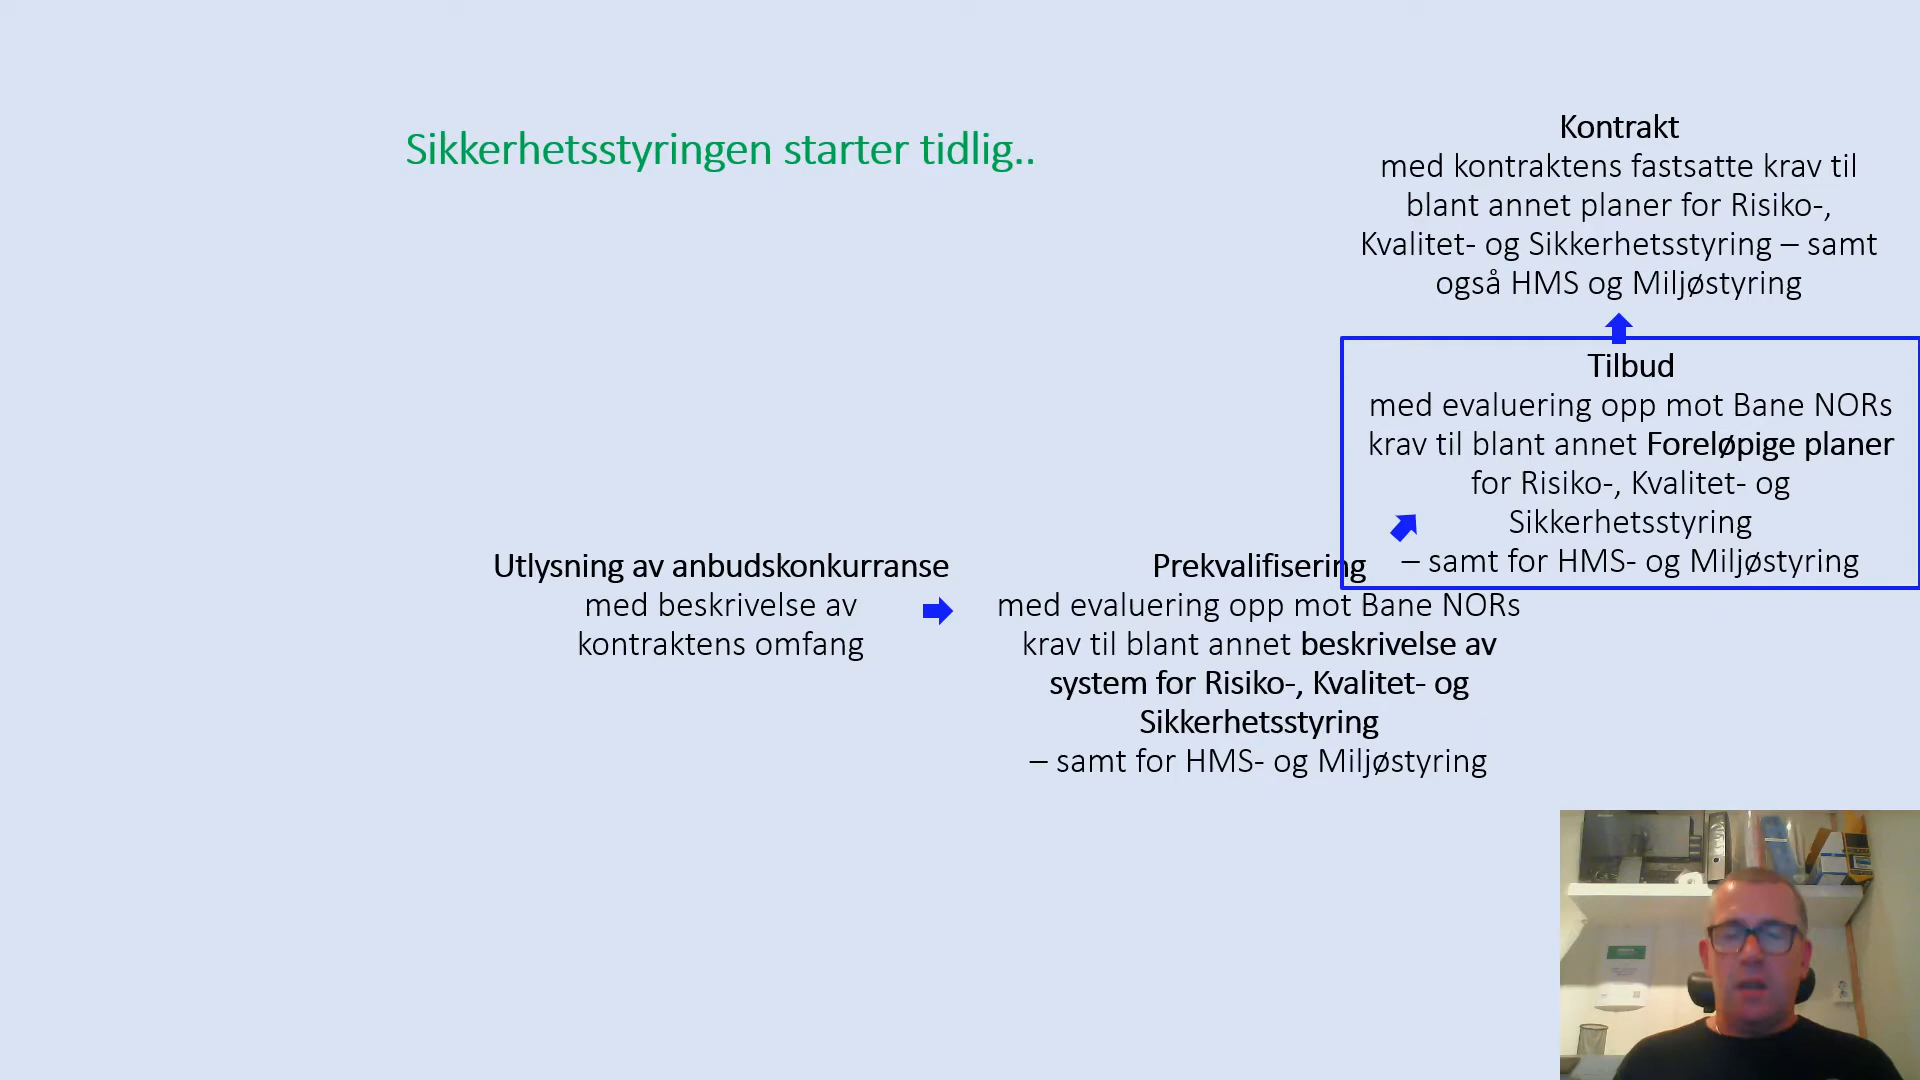 Sikkerhetsstyringen starter tidlig..
Utlysning av anbudskonkurranse
med beskrivelse av
kontraktens omfang
Prekvalifisering
med evaluering opp mot Bane NORs
krav til blant annet beskrivelse av
system for Risiko-, Kvalitet- og
Sikkerhetsstyring
– samt for HMS- og Miljøstyring
Tilbud
med evaluering opp mot Bane NORs
krav til blant annet Foreløpige planer
for Risiko-, Kvalitet- og
Sikkerhetsstyring
– samt for HMS- og Miljøstyring
Kontrakt
med kontraktens fastsatte krav til
blant annet planer for Risiko-,
Kvalitet- og Sikkerhetsstyring – samt
også HMS og Miljøstyring